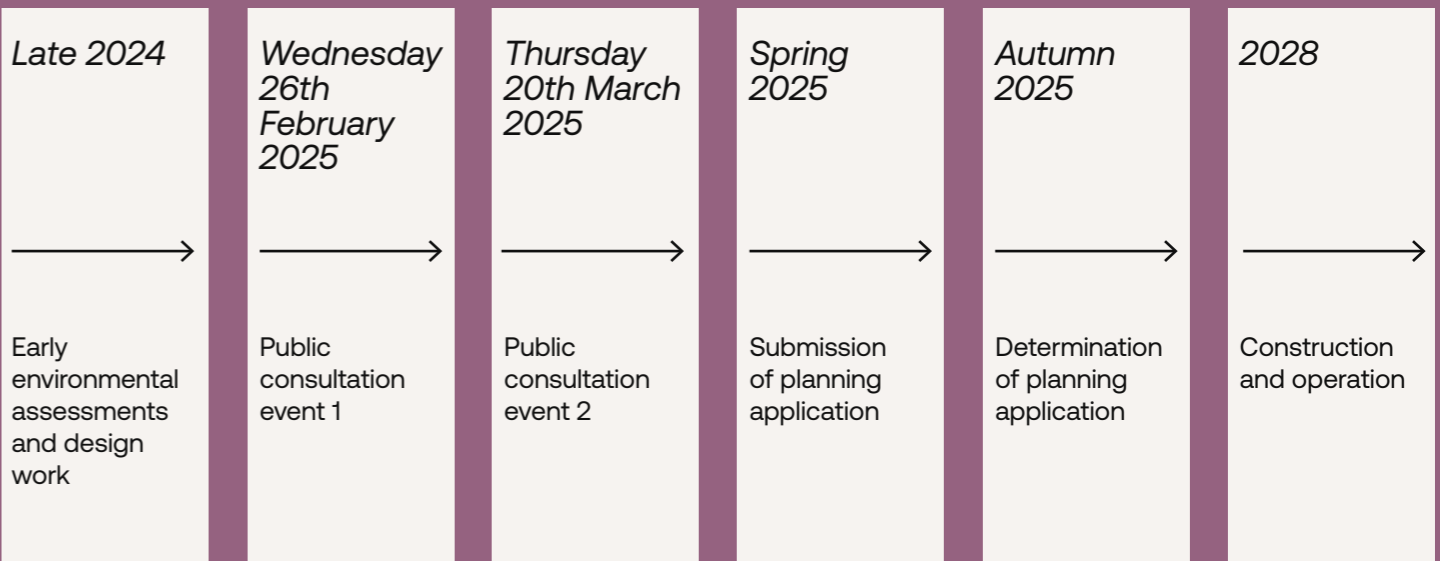 Late 2024
Wednesday
26th
February
2025
Thursday
20th March
2025
Spring
2025
Autumn
2025
2028
Early
environmental
assessments
and design
work
Public
consultation
event 1
Public
consultation
event 2
Submission
of planning
application
Determination
of planning
application
Construction
and operation